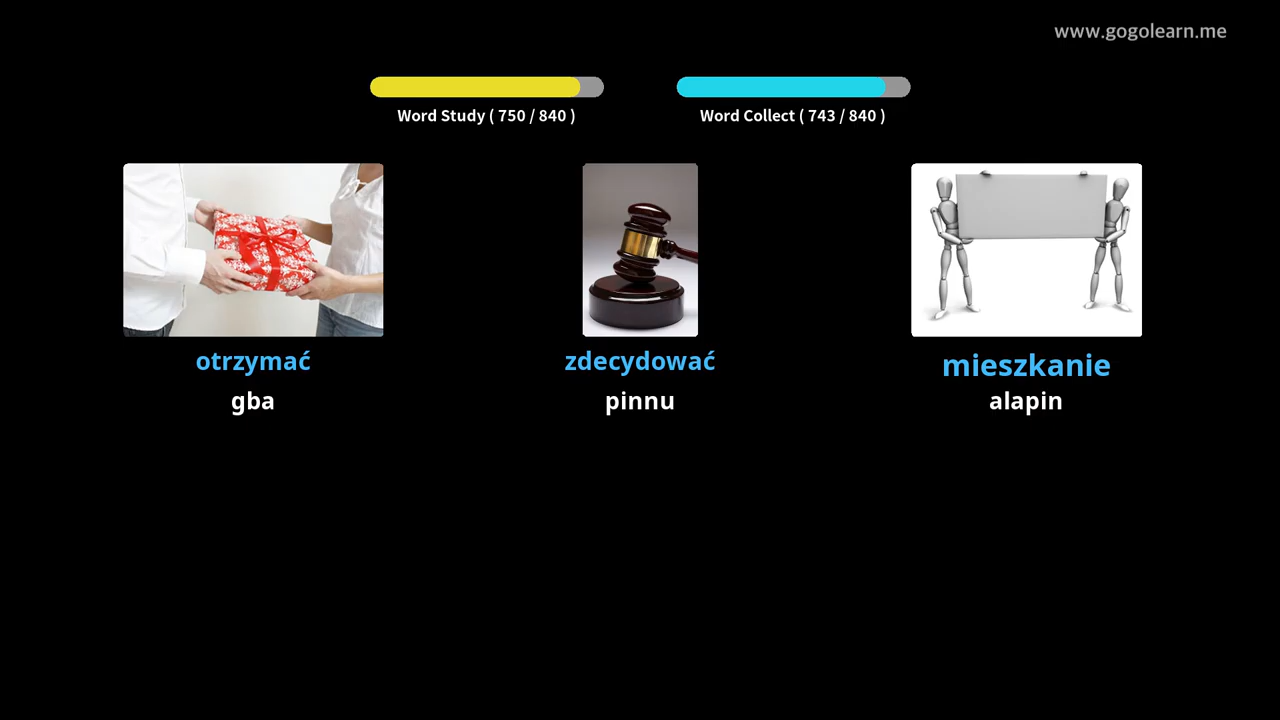 www.gogolearn.me
Word Study ( 750 / 840 )
Word Collect ( 743 / 840 )
otrzymać
zdecydować
mieszkanie
gba
pinnu
alapin